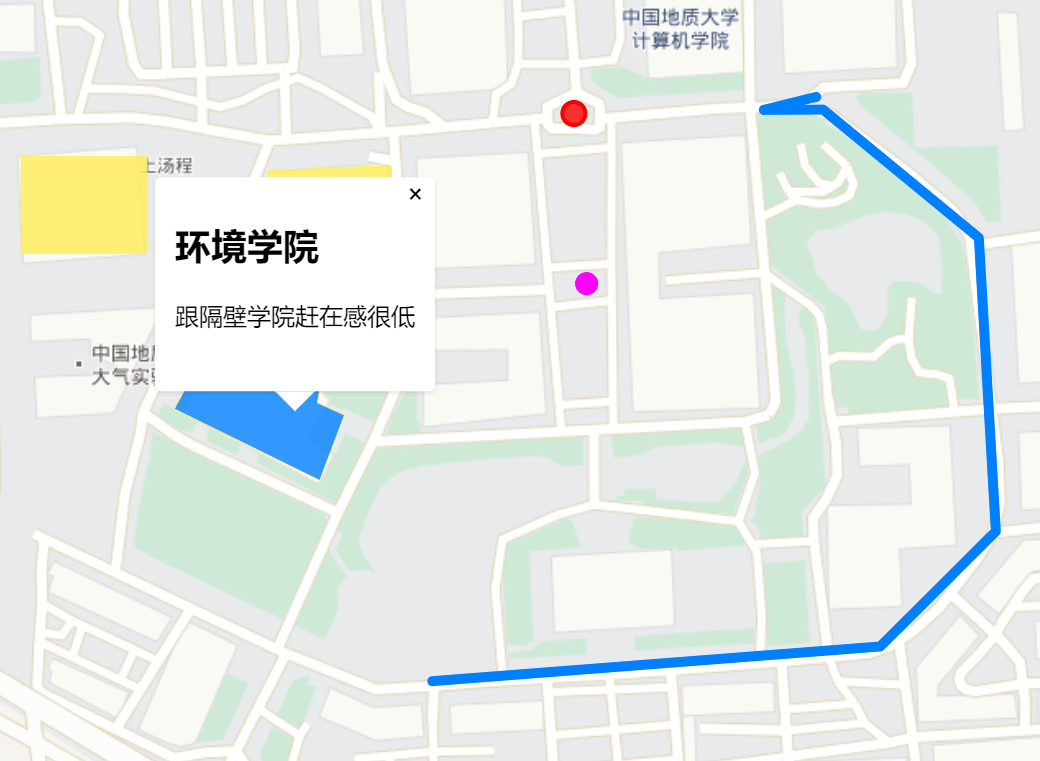 中国地质大学
计算机学院
上汤程
×
环境学院
跟隔壁学院赶在感很低
中国地
大气实